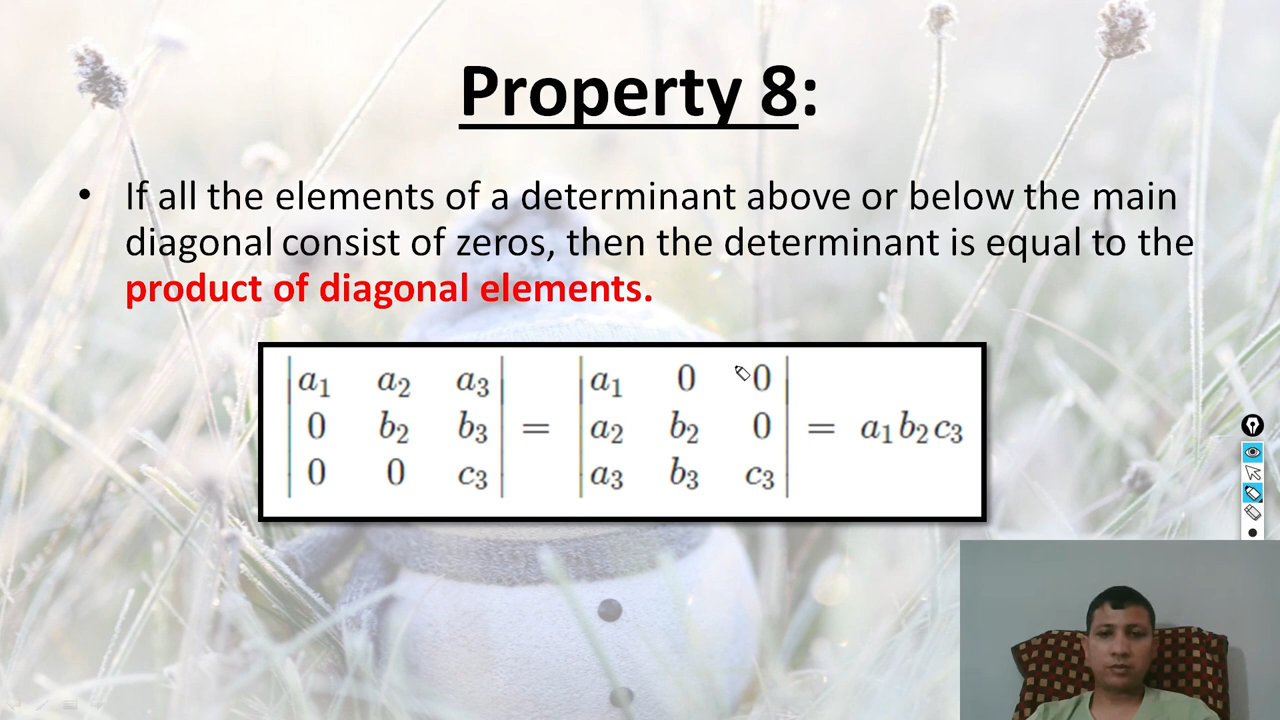 Property 8:
• If all the elements of a determinant above or below the main
diagonal consist of zeros, then the determinant is equal to the
product of diagonal elements.
|a₁ a₂ a₃| |a₁ 0 0|
|0 b₂ b₃| = |a₂ b₂ 0| = a₁b₂c₃
|0 0 c₃| |a₃ b₃ c₃|